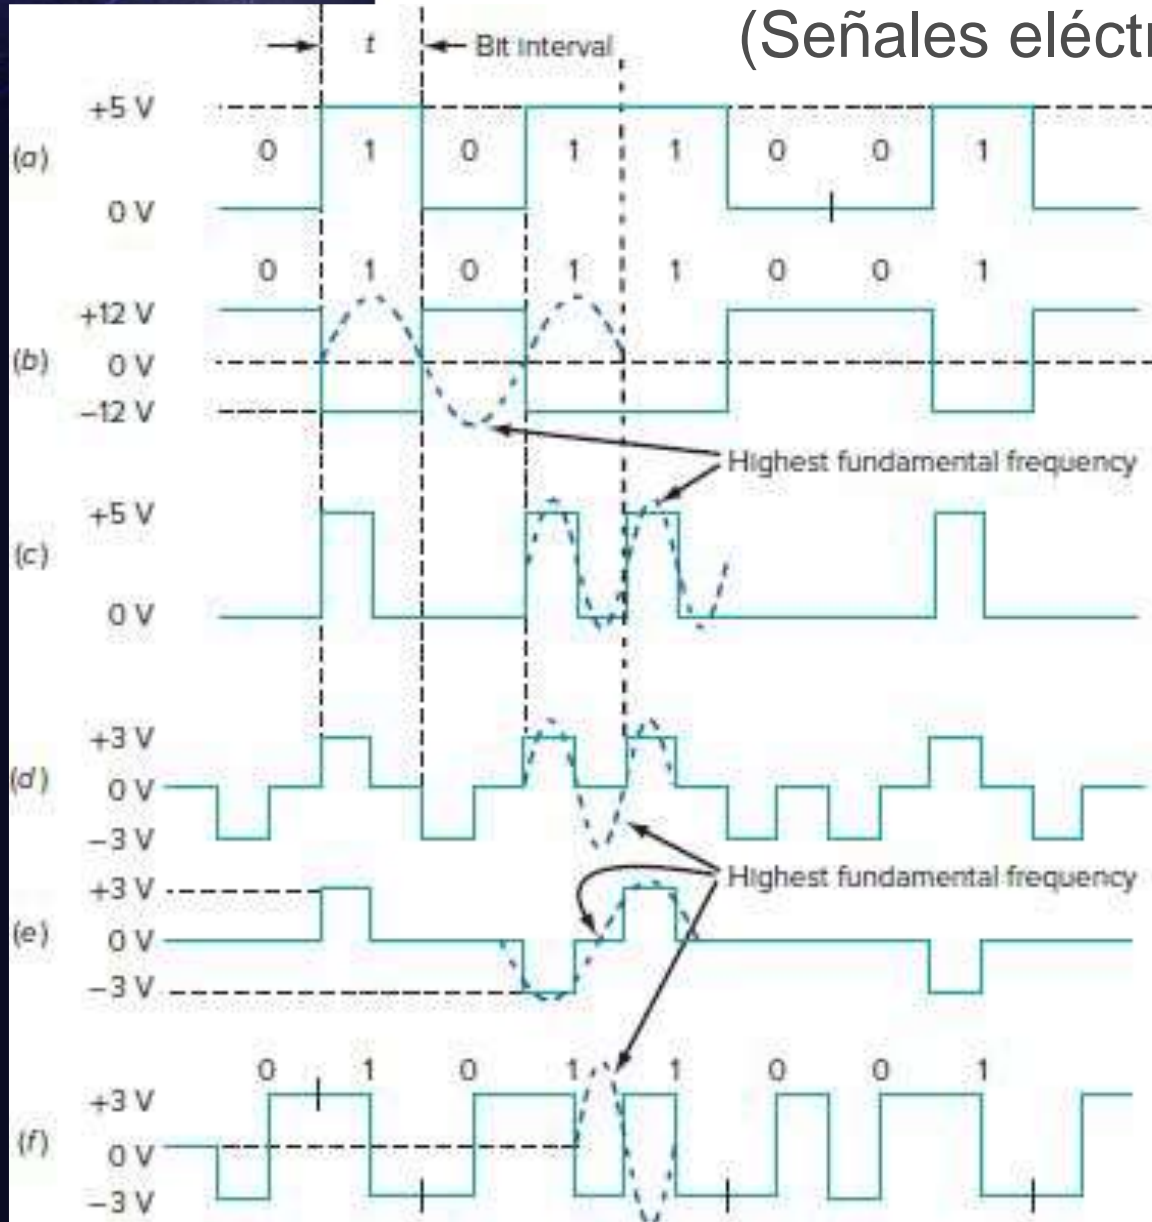 (Señales eléctr
t Bit interval
+5 V
(a) 0 1 0 1 1 0 0 1
0 V
0 1 0 1 1 0 0 1
+12 V
(b) 0 V
–12 V
Highest fundamental frequency
+5 V
(c)
0 V
+3 V
(d) 0 V
–3 V
Highest fundamental frequency
+3 V
(e) 0 V
–3 V
0 1 0 1 1 0 0 1
+3 V
(f) 0 V
–3 V